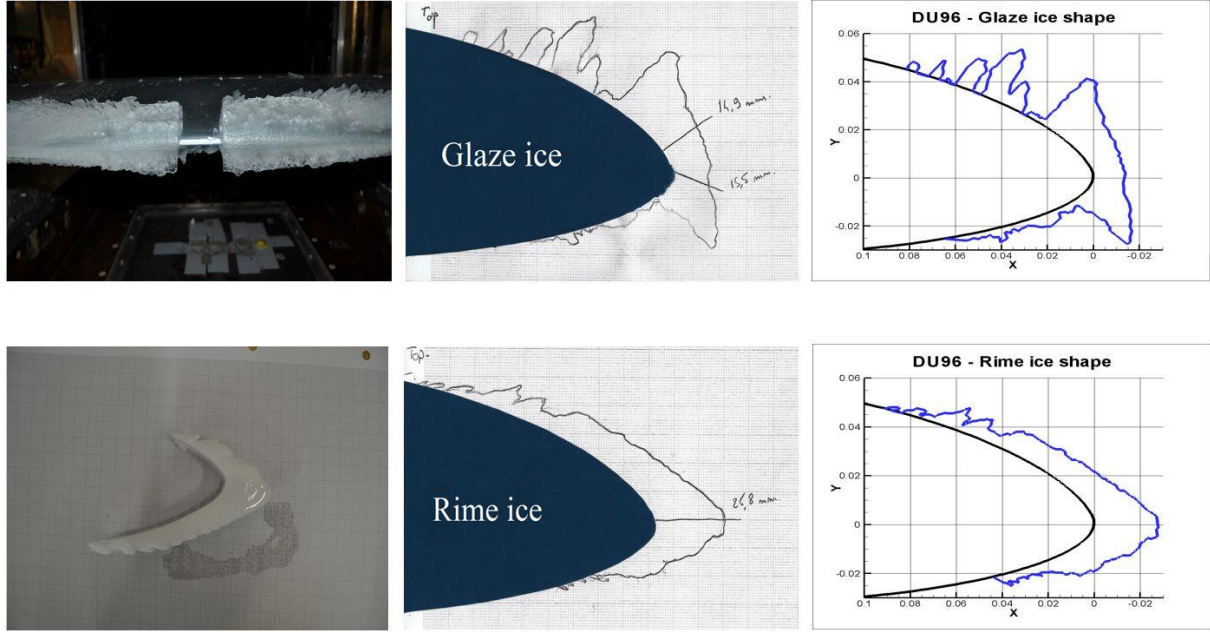 Top
Glaze ice
14,9 mm.
15,5 mm.
DU96 - Glaze ice shape
0.06
0.04
0.02
0
-0.02
Y
0.1 0.08 0.06 0.04 0.02 0 -0.02
X
Top-
Rime ice
25,8 mm.
DU96 - Rime ice shape
0.06
0.04
0.02
0
-0.02
Y
0.1 0.08 0.06 0.04 0.02 0 -0.02
X